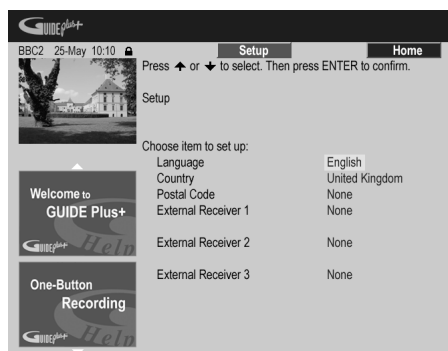 GUIDE Plus+
BBC2 25-May 10:10 Setup Home
Press ↑ or ↓ to select. Then press ENTER to confirm.
Setup
Choose item to set up:
Language English
Country United Kingdom
Postal Code None
External Receiver 1 None
External Receiver 2 None
External Receiver 3 None
Welcome to
GUIDE Plus+
GUIDE Plus+ Help
One-Button
Recording
GUIDE Plus+ Help